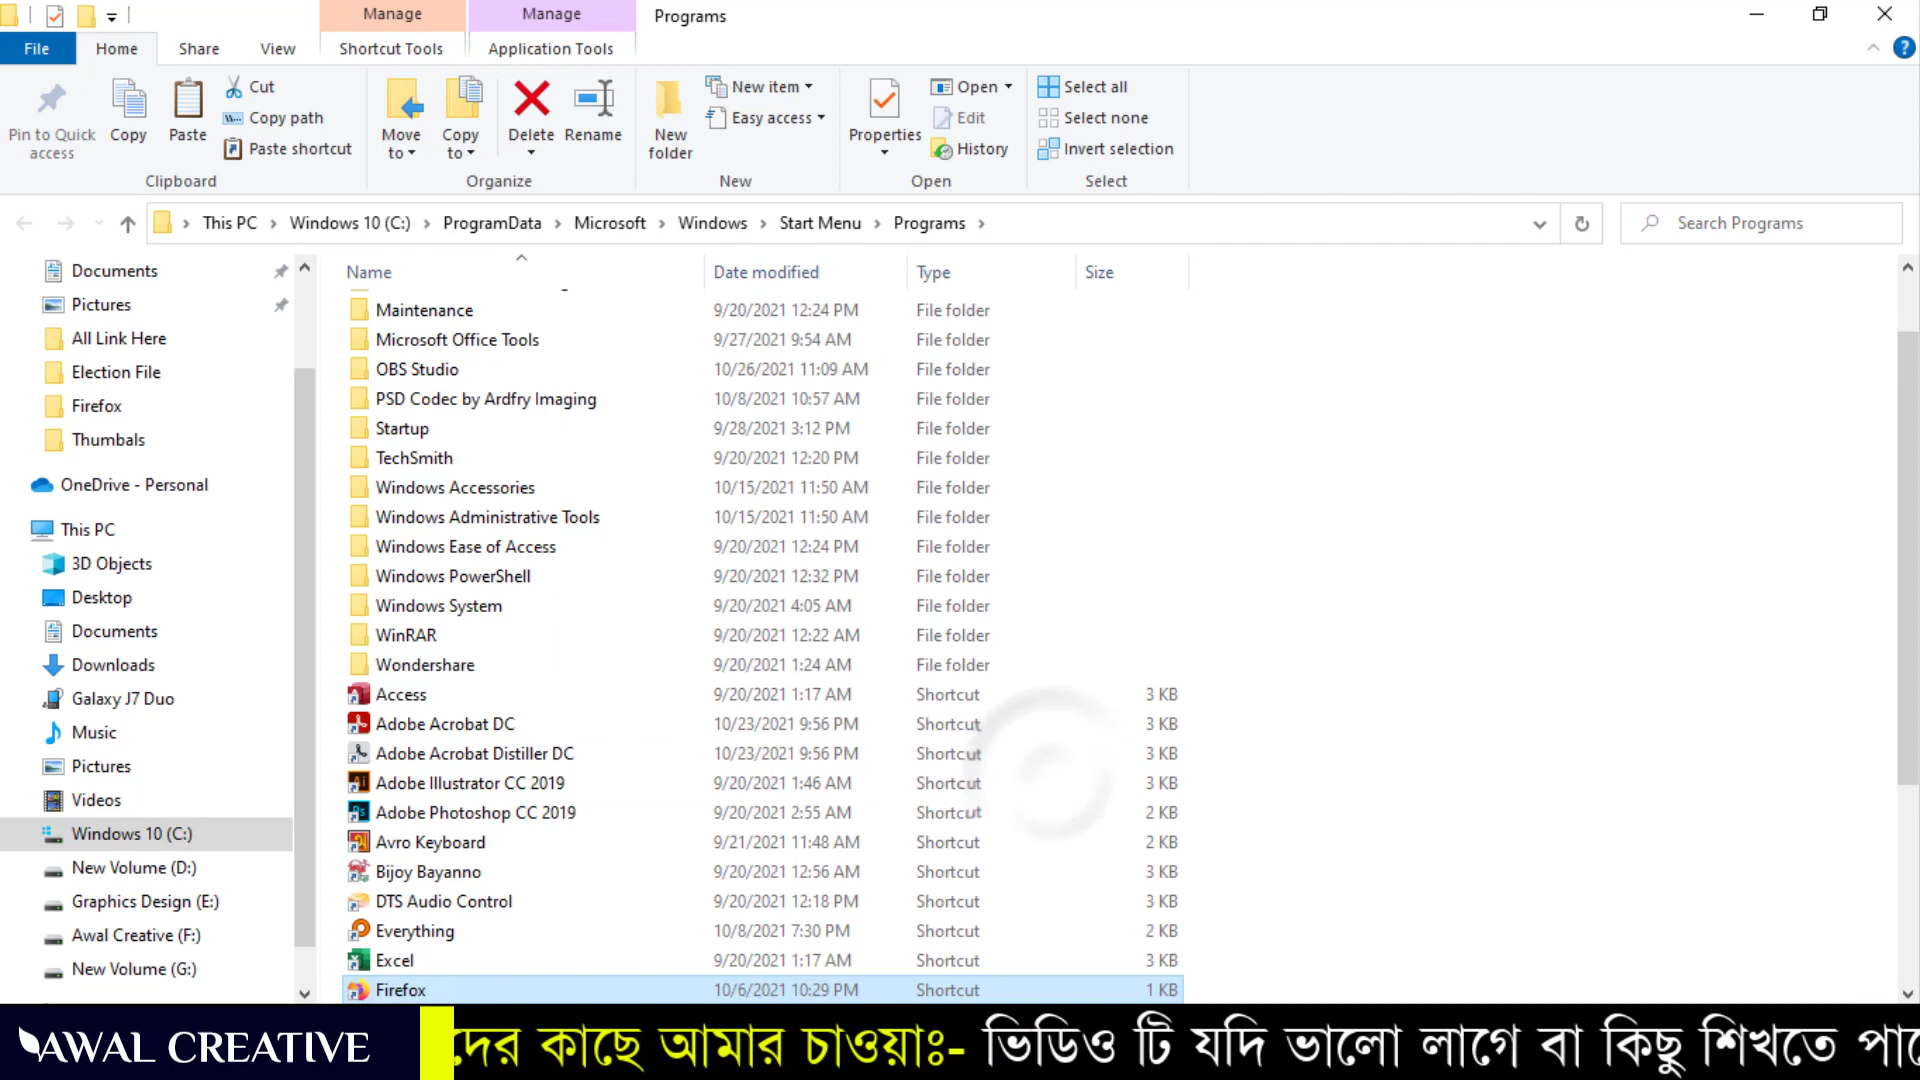 Manage
Manage
Programs
File
Home
Share
View
Shortcut Tools
Application Tools
Pin to Quick access
Copy
Paste
Cut
Copy path
Paste shortcut
Clipboard
Move to
Copy to
Delete
Rename
Organize
New folder
New item
Easy access
New
Properties
Open
Edit
History
Open
Select all
Select none
Invert selection
Select
This PC > Windows 10 (C:) > ProgramData > Microsoft > Windows > Start Menu > Programs >
Search Programs
Documents
Pictures
All Link Here
Election File
Firefox
Thumbals
OneDrive - Personal
This PC
3D Objects
Desktop
Documents
Downloads
Galaxy J7 Duo
Music
Pictures
Videos
Windows 10 (C:)
New Volume (D:)
Graphics Design (E:)
Awal Creative (F:)
New Volume (G:)
Name Date modified Type Size
Maintenance 9/20/2021 12:24 PM File folder
Microsoft Office Tools 9/27/2021 9:54 AM File folder
OBS Studio 10/26/2021 11:09 AM File folder
PSD Codec by Ardfry Imaging 10/8/2021 10:57 AM File folder
Startup 9/28/2021 3:12 PM File folder
TechSmith 9/20/2021 12:20 PM File folder
Windows Accessories 10/15/2021 11:50 AM File folder
Windows Administrative Tools 10/15/2021 11:50 AM File folder
Windows Ease of Access 9/20/2021 12:24 PM File folder
Windows PowerShell 9/20/2021 12:32 PM File folder
Windows System 9/20/2021 4:05 AM File folder
WinRAR 9/20/2021 12:22 AM File folder
Wondershare 9/20/2021 1:24 AM File folder
Access 9/20/2021 1:17 AM Shortcut 3 KB
Adobe Acrobat DC 10/23/2021 9:56 PM Shortcut 3 KB
Adobe Acrobat Distiller DC 10/23/2021 9:56 PM Shortcut 3 KB
Adobe Illustrator CC 2019 9/20/2021 1:46 AM Shortcut 3 KB
Adobe Photoshop CC 2019 9/20/2021 2:55 AM Shortcut 2 KB
Avro Keyboard 9/21/2021 11:48 AM Shortcut 2 KB
Bijoy Bayanno 9/20/2021 12:56 AM Shortcut 3 KB
DTS Audio Control 9/20/2021 12:18 PM Shortcut 3 KB
Everything 10/8/2021 7:30 PM Shortcut 2 KB
Excel 9/20/2021 1:17 AM Shortcut 3 KB
Firefox 10/6/2021 10:29 PM Shortcut 1 KB
AWAL CREATIVE
দের কাছে আমার চাওয়াঃ- ভিডিও টি যদি ভালো লাগে বা কিছু শিখতে পা